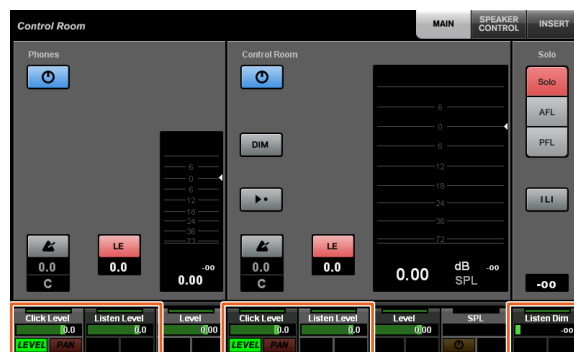 Control Room
MAIN
SPEAKER CONTROL
INSERT
Phones
Control Room
Solo
Solo
AFL
PFL
DIM
6
0
6
12
18
24
36
72
6
0
6
12
18
24
36
72
LE
LE
0.0
0.0
C
-oo
0.00
0.0
0.0
C
0.00
dB
SPL
-oo
-oo
Click Level
Listen Level
Level
Click Level
Listen Level
Level
SPL
Listen Dim
0.0
0.0
0.00
0.0
0.0
0.00
-oo
LEVEL
PAN
LEVEL
PAN